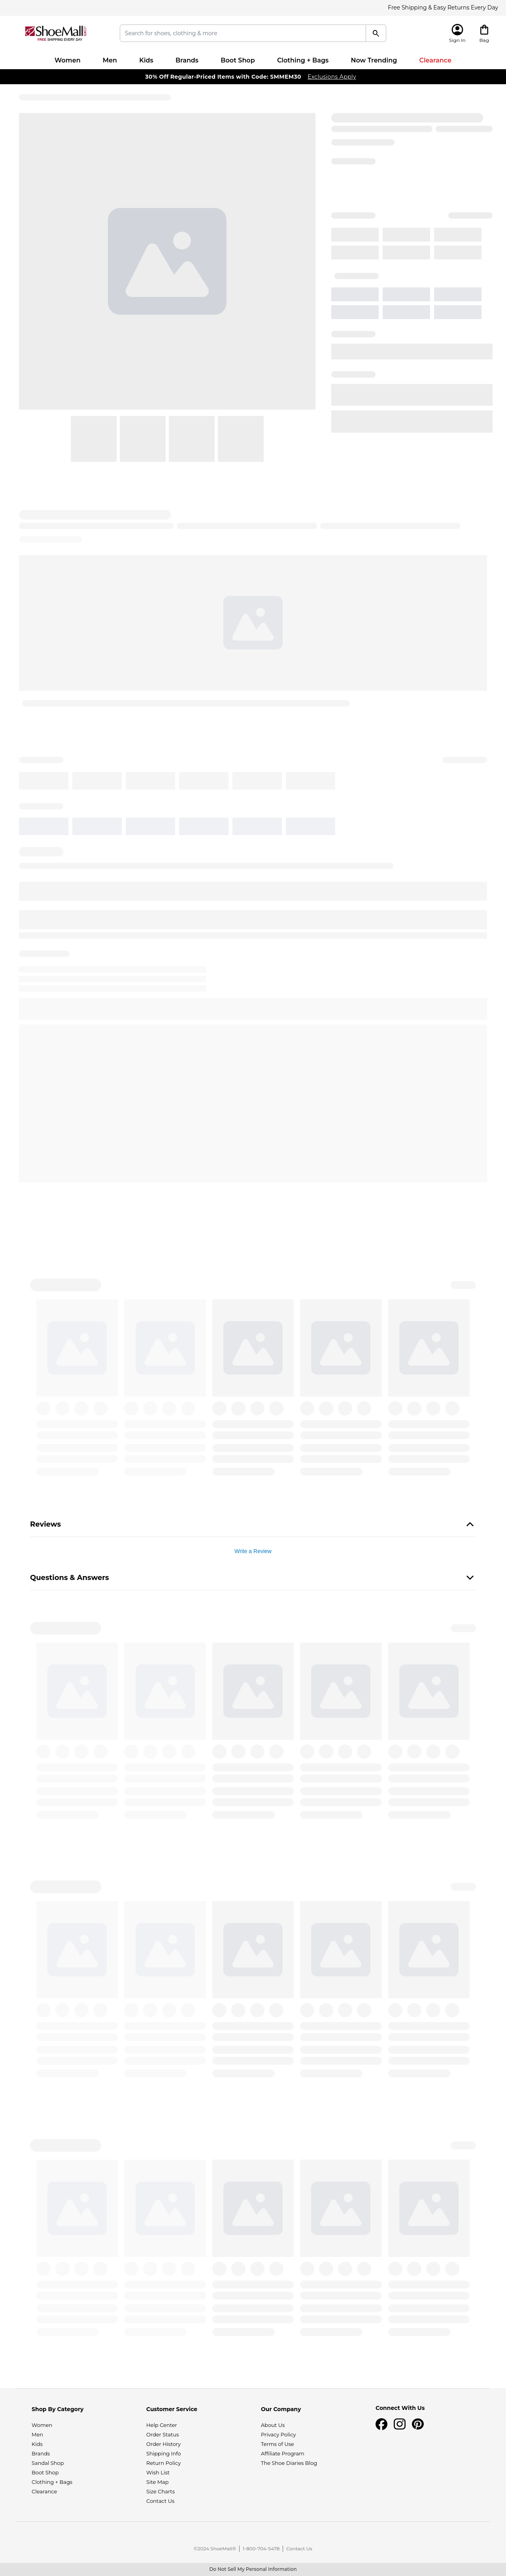 Free Shipping & Easy Returns Every Day
ShoeMall
FREE SHIPPING EVERY DAY
Search for shoes, clothing & more
Sign In
Bag
Women Men Kids Brands Boot Shop Clothing + Bags Now Trending Clearance
30% Off Regular-Priced Items with Code: SMMEM30 Exclusions Apply
Reviews
Write a Review
Questions & Answers
Shop By Category
Women
Men
Kids
Brands
Sandal Shop
Boot Shop
Clothing + Bags
Clearance
Customer Service
Help Center
Order Status
Order History
Shipping Info
Return Policy
Wish List
Site Map
Size Charts
Contact Us
Our Company
About Us
Privacy Policy
Terms of Use
Affiliate Program
The Shoe Diaries Blog
Connect With Us
©2024 ShoeMall® 1-800-704-5478 Contact Us
Do Not Sell My Personal Information